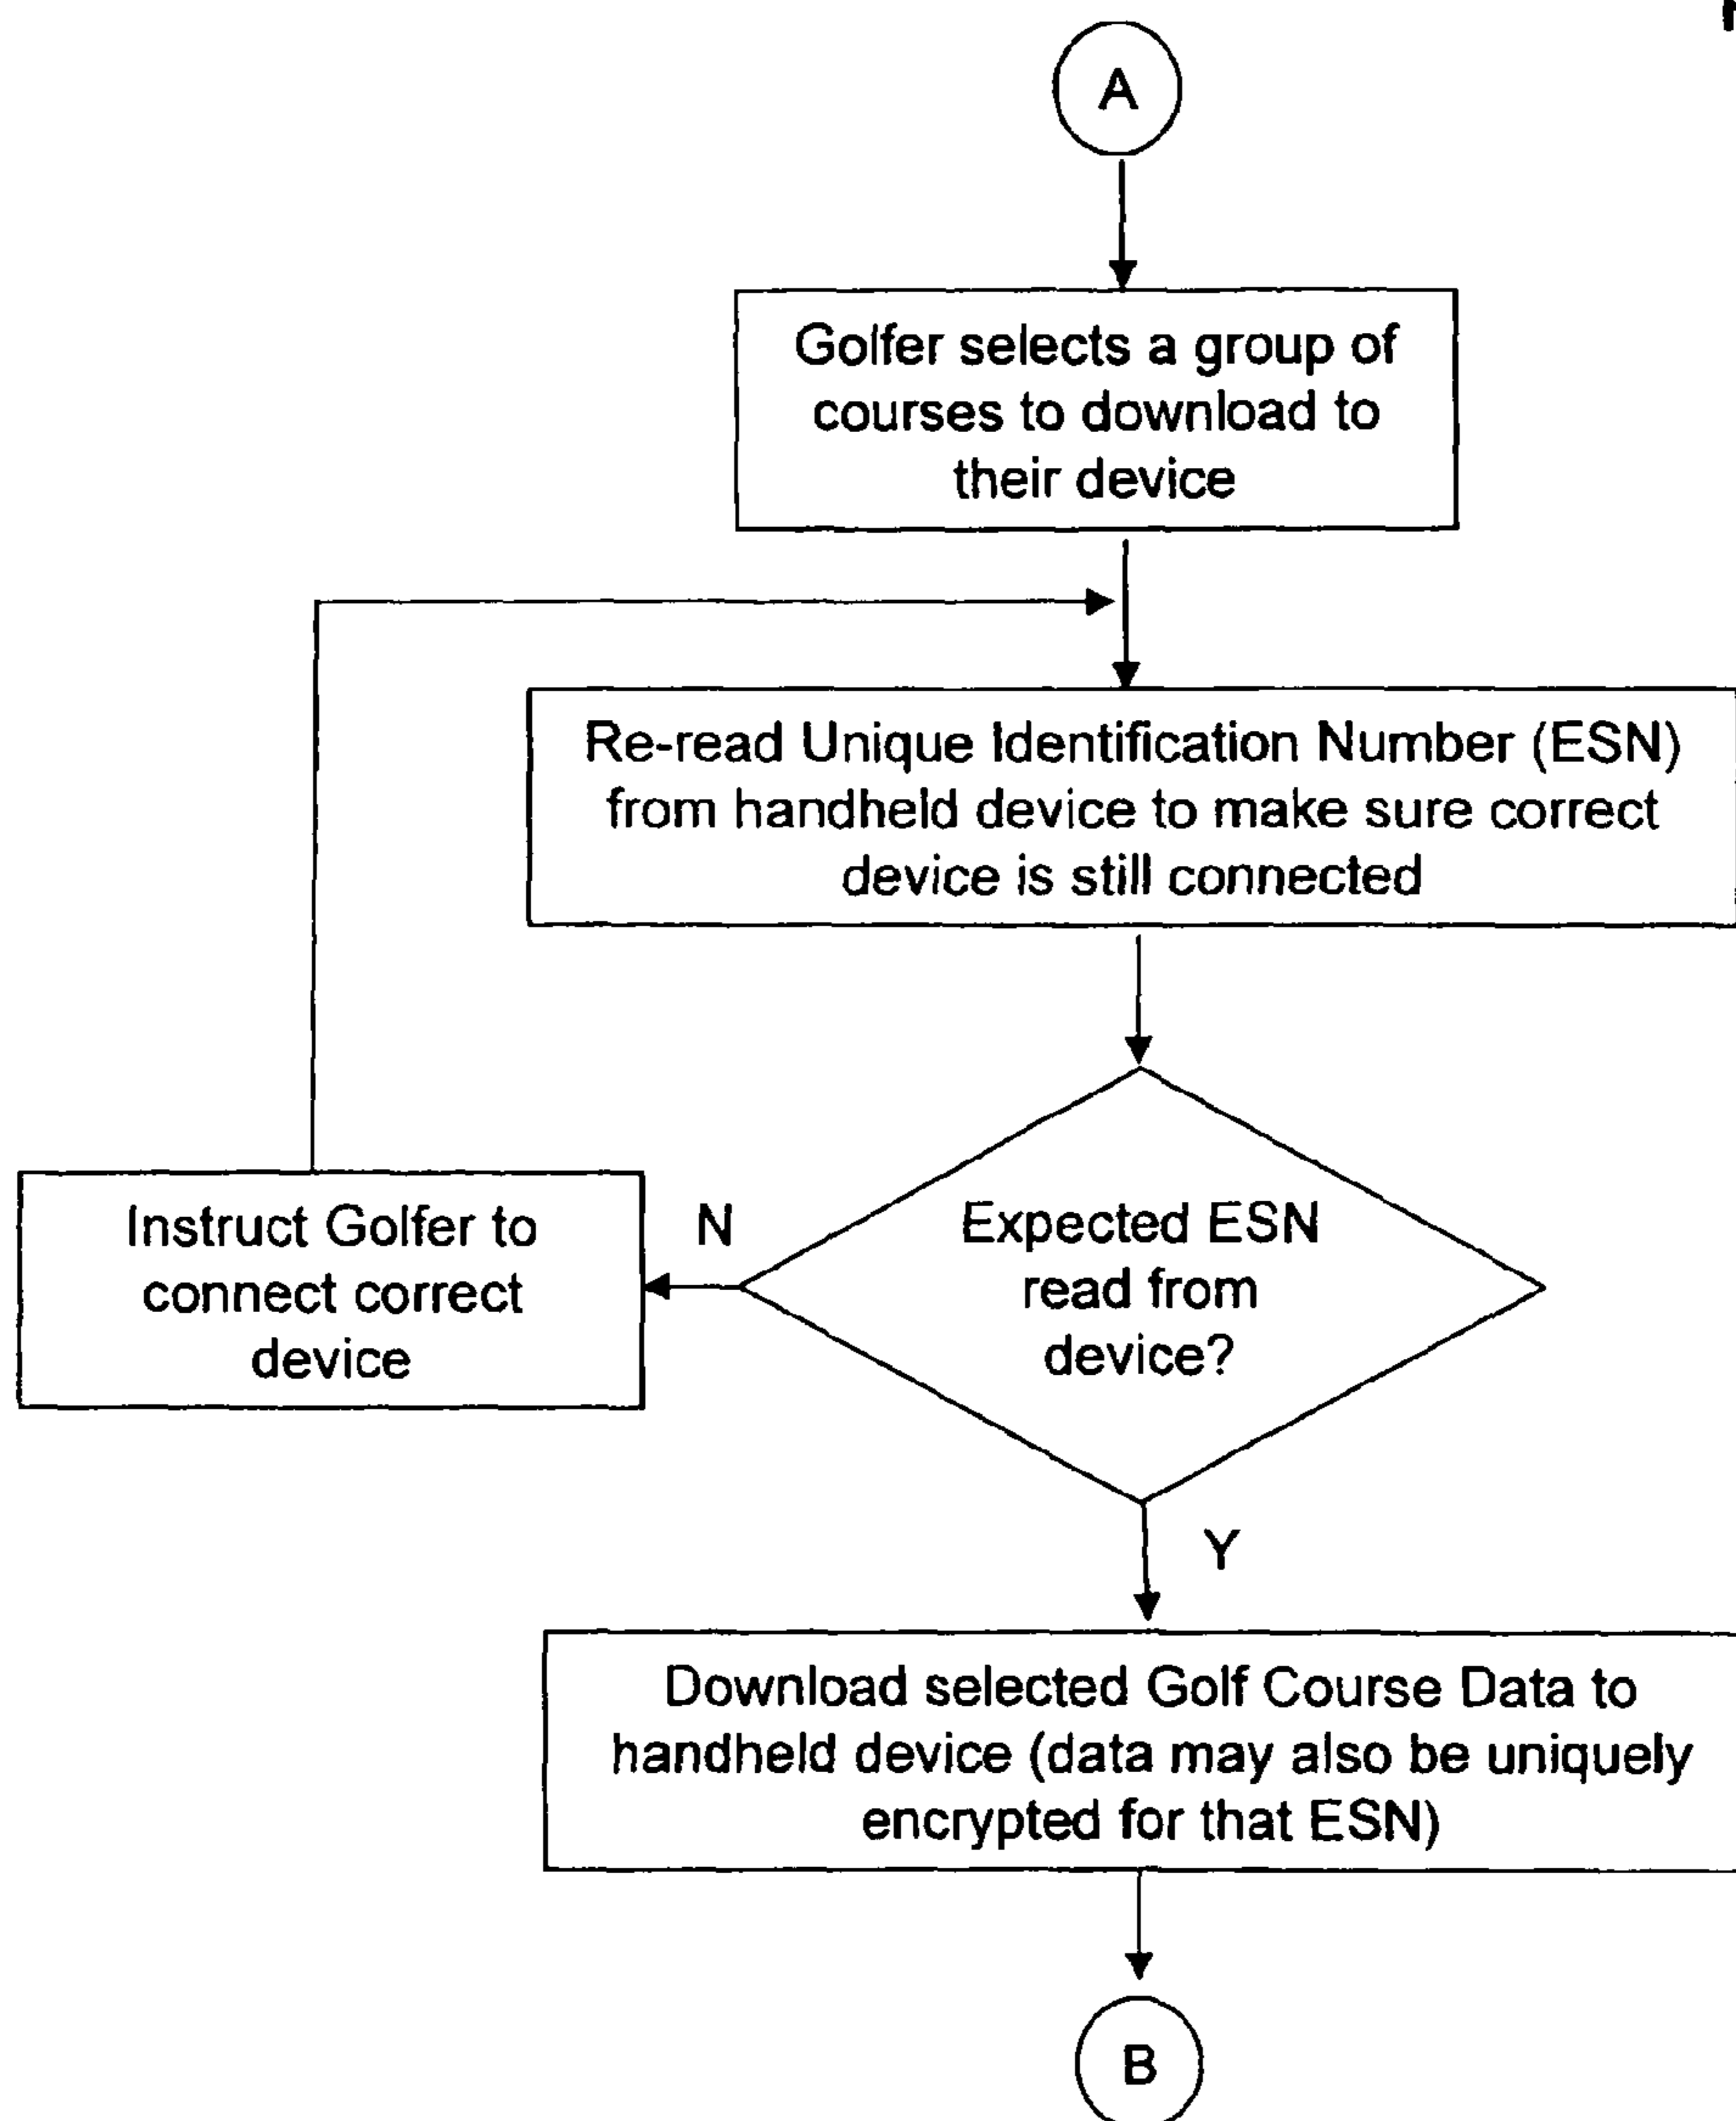 A
Golfer selects a group of
courses to download to
their device
Re-read Unique Identification Number (ESN)
from handheld device to make sure correct
device is still connected
Instruct Golfer to
connect correct
device
N
Expected ESN
read from
device?
Y
Download selected Golf Course Data to
handheld device (data may also be uniquely
encrypted for that ESN)
B